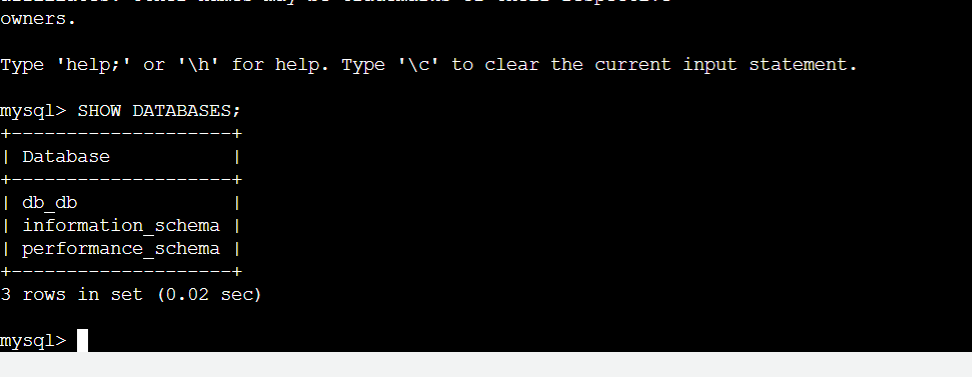 owners.
Type 'help;' or '\h' for help. Type '\c' to clear the current input statement.
mysql> SHOW DATABASES;
+--------------------+
| Database           |
+--------------------+
| db_db              |
| information_schema |
| performance_schema |
+--------------------+
3 rows in set (0.02 sec)
mysql>